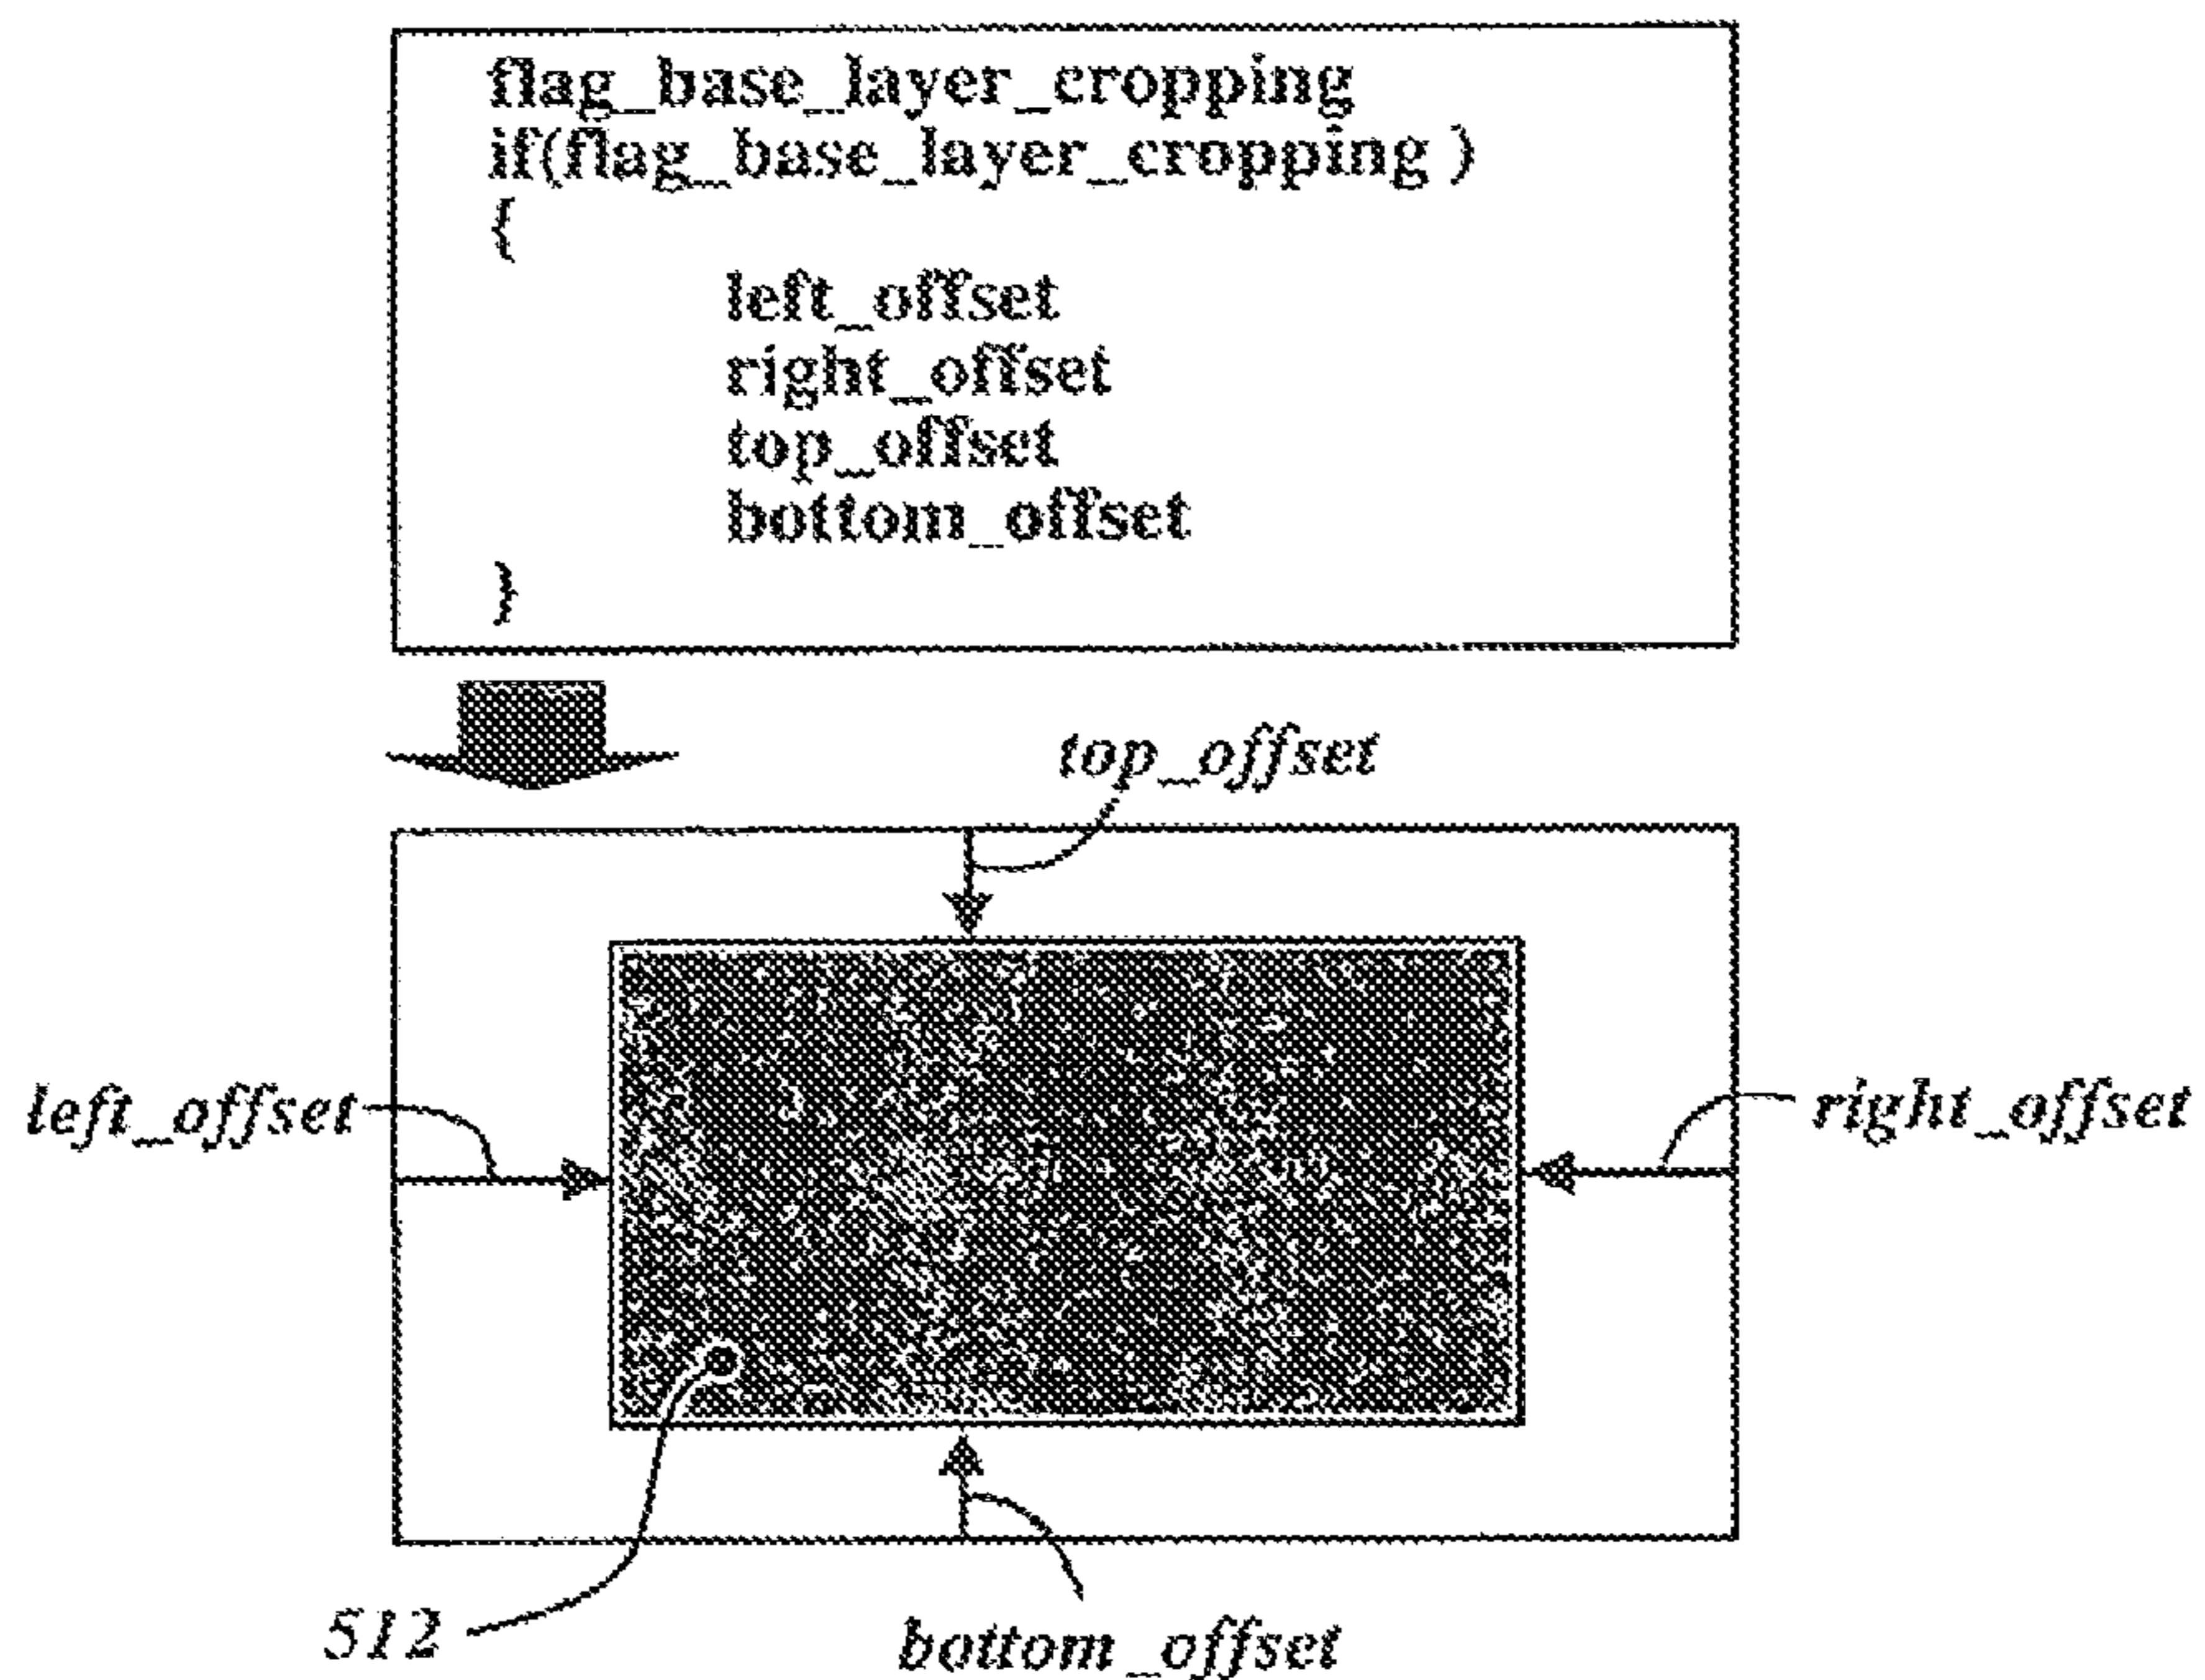 flag_base_layer_cropping
if(flag_base_layer_cropping )
{
left_offset
right_offset
top_offset
bottom_offset
}
top_offset
left_offset
right_offset
512
bottom_offset